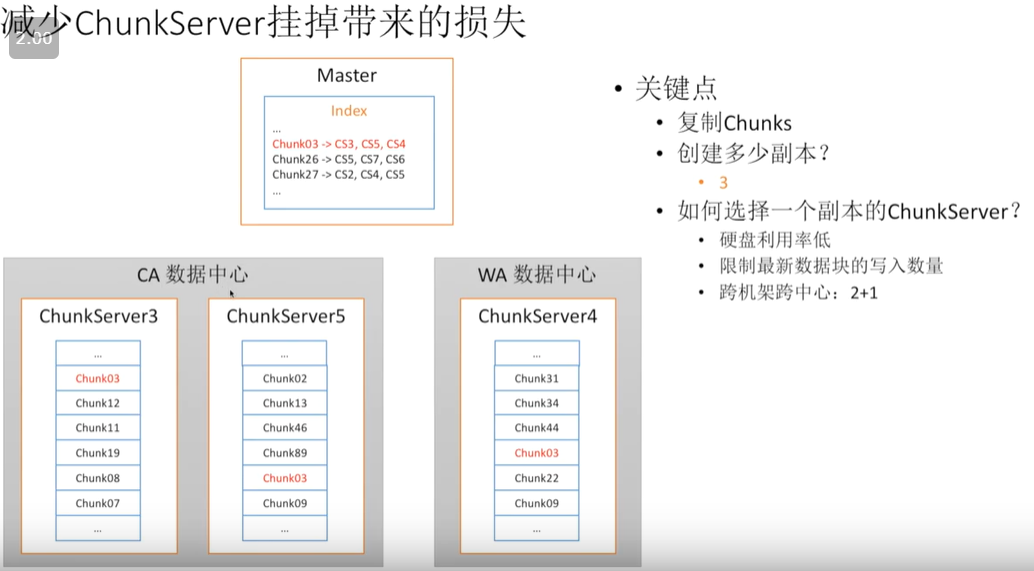 减少ChunkServer挂掉带来的损失
2.00
Master
Index
...
Chunk03 -> CS3, CS5, CS4
Chunk26 -> CS5, CS7, CS6
Chunk27 -> CS2, CS4, CS5
...
• 关键点
• 复制Chunks
• 创建多少副本？
• 3
• 如何选择一个副本的ChunkServer？
• 硬盘利用率低
• 限制最新数据块的写入数量
• 跨机架跨中心：2+1
CA 数据中心
ChunkServer3
...
Chunk03
Chunk12
Chunk11
Chunk19
Chunk08
Chunk07
...
ChunkServer5
...
Chunk02
Chunk13
Chunk46
Chunk89
Chunk03
Chunk09
...
WA 数据中心
ChunkServer4
...
Chunk31
Chunk34
Chunk44
Chunk03
Chunk22
Chunk09
...